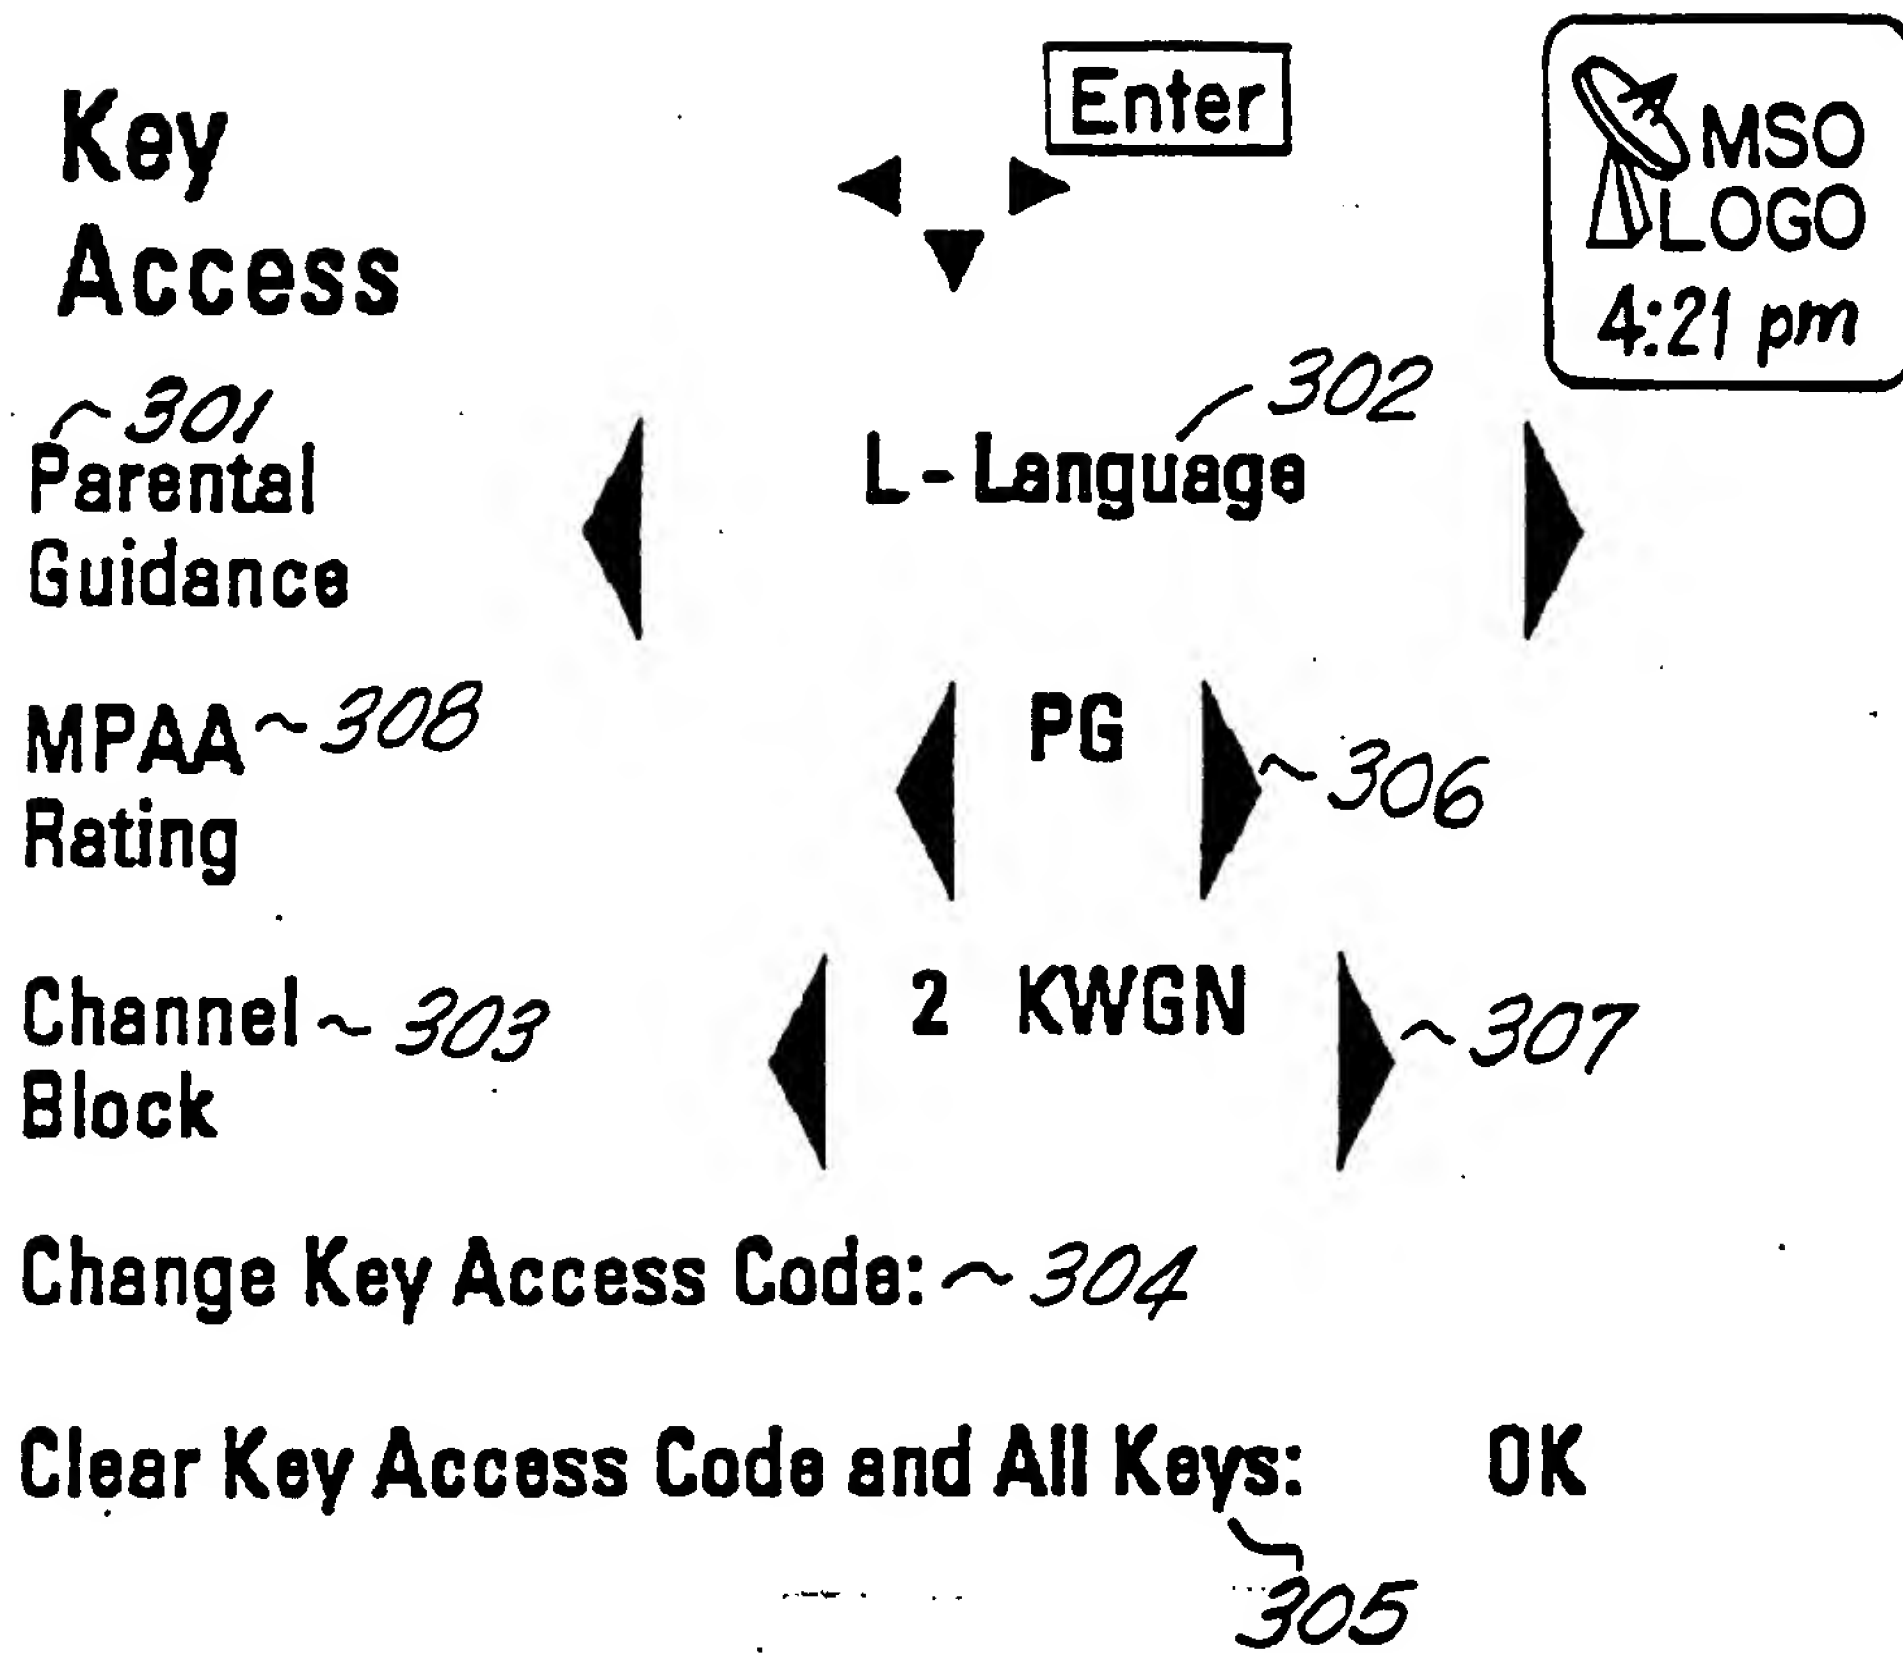 Key
Access
Enter
MSO
LOGO
4:21 pm
301
Parental
Guidance
L-Language
302
MPAA
Rating
308
PG
306
Channel
Block
303
2 KWGN
307
Change Key Access Code:
304
Clear Key Access Code and All Keys: OK
305